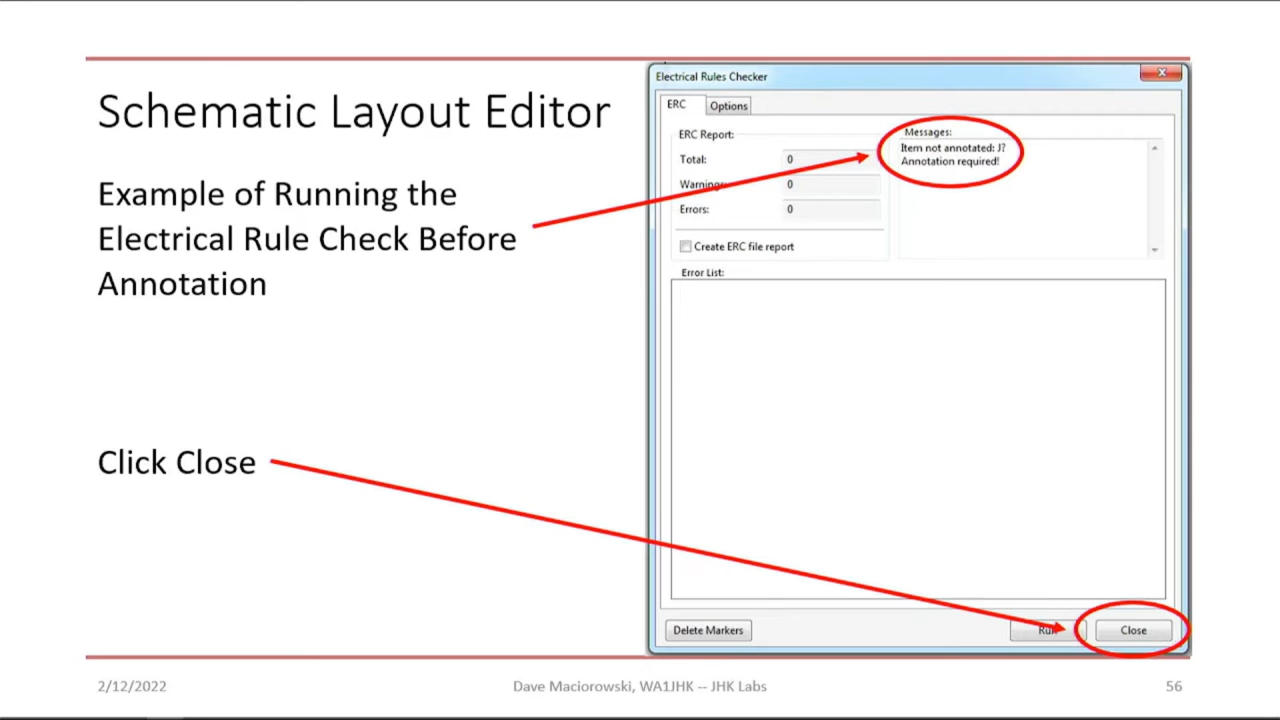 Schematic Layout Editor
Example of Running the
Electrical Rule Check Before
Annotation
Click Close
Electrical Rules Checker
ERC
Options
ERC Report:
Total:
0
Warning
0
Errors:
0
Create ERC file report
Messages:
Item not annotated: J?
Annotation required!
Error List:
Delete Markers
Run
Close
2/12/2022
Dave Maciorowski, WA1JHK -- JHK Labs
56